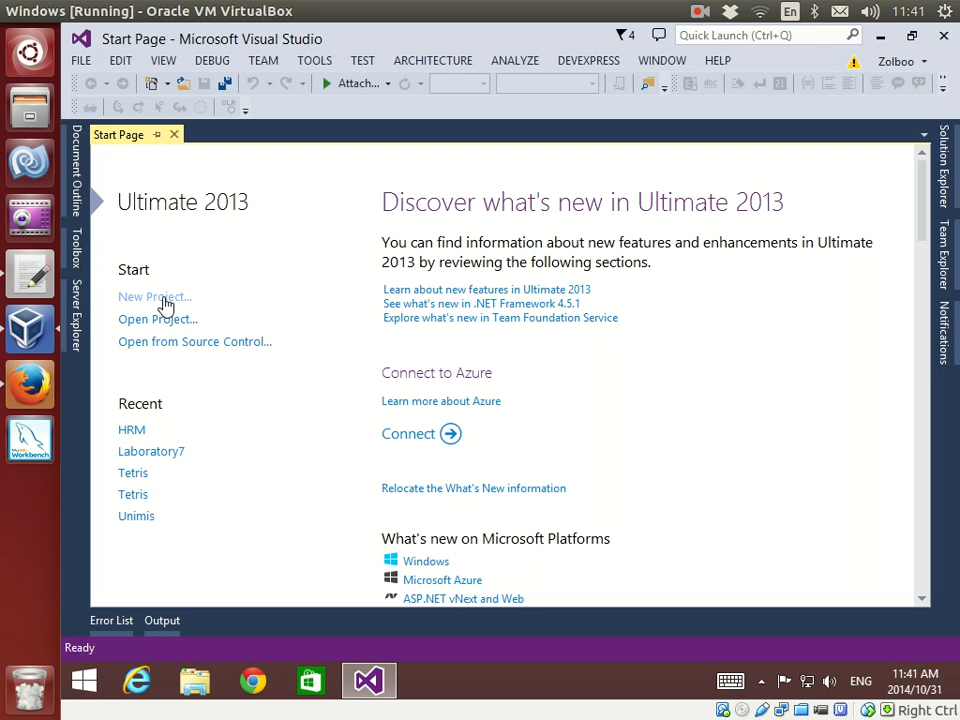 Windows [Running] - Oracle VM VirtualBox
En
11:41
Start Page - Microsoft Visual Studio
4
Quick Launch (Ctrl+Q)
FILE EDIT VIEW DEBUG TEAM TOOLS TEST ARCHITECTURE ANALYZE DEVEXPRESS WINDOW HELP
Zolboo
Attach...
Start Page
Document Outline
Toolbox
Server Explorer
Ultimate 2013
Start
New Project...
Open Project...
Open from Source Control...
Recent
HRM
Laboratory7
Tetris
Tetris
Unimis
Discover what's new in Ultimate 2013
You can find information about new features and enhancements in Ultimate
2013 by reviewing the following sections.
Learn about new features in Ultimate 2013
See what's new in .NET Framework 4.5.1
Explore what's new in Team Foundation Service
Connect to Azure
Learn more about Azure
Connect
Relocate the What's New information
What's new on Microsoft Platforms
Windows
Microsoft Azure
ASP.NET vNext and Web
Solution Explorer
Team Explorer
Notifications
Error List Output
Ready
ENG
11:41 AM
2014/10/31
Right Ctrl